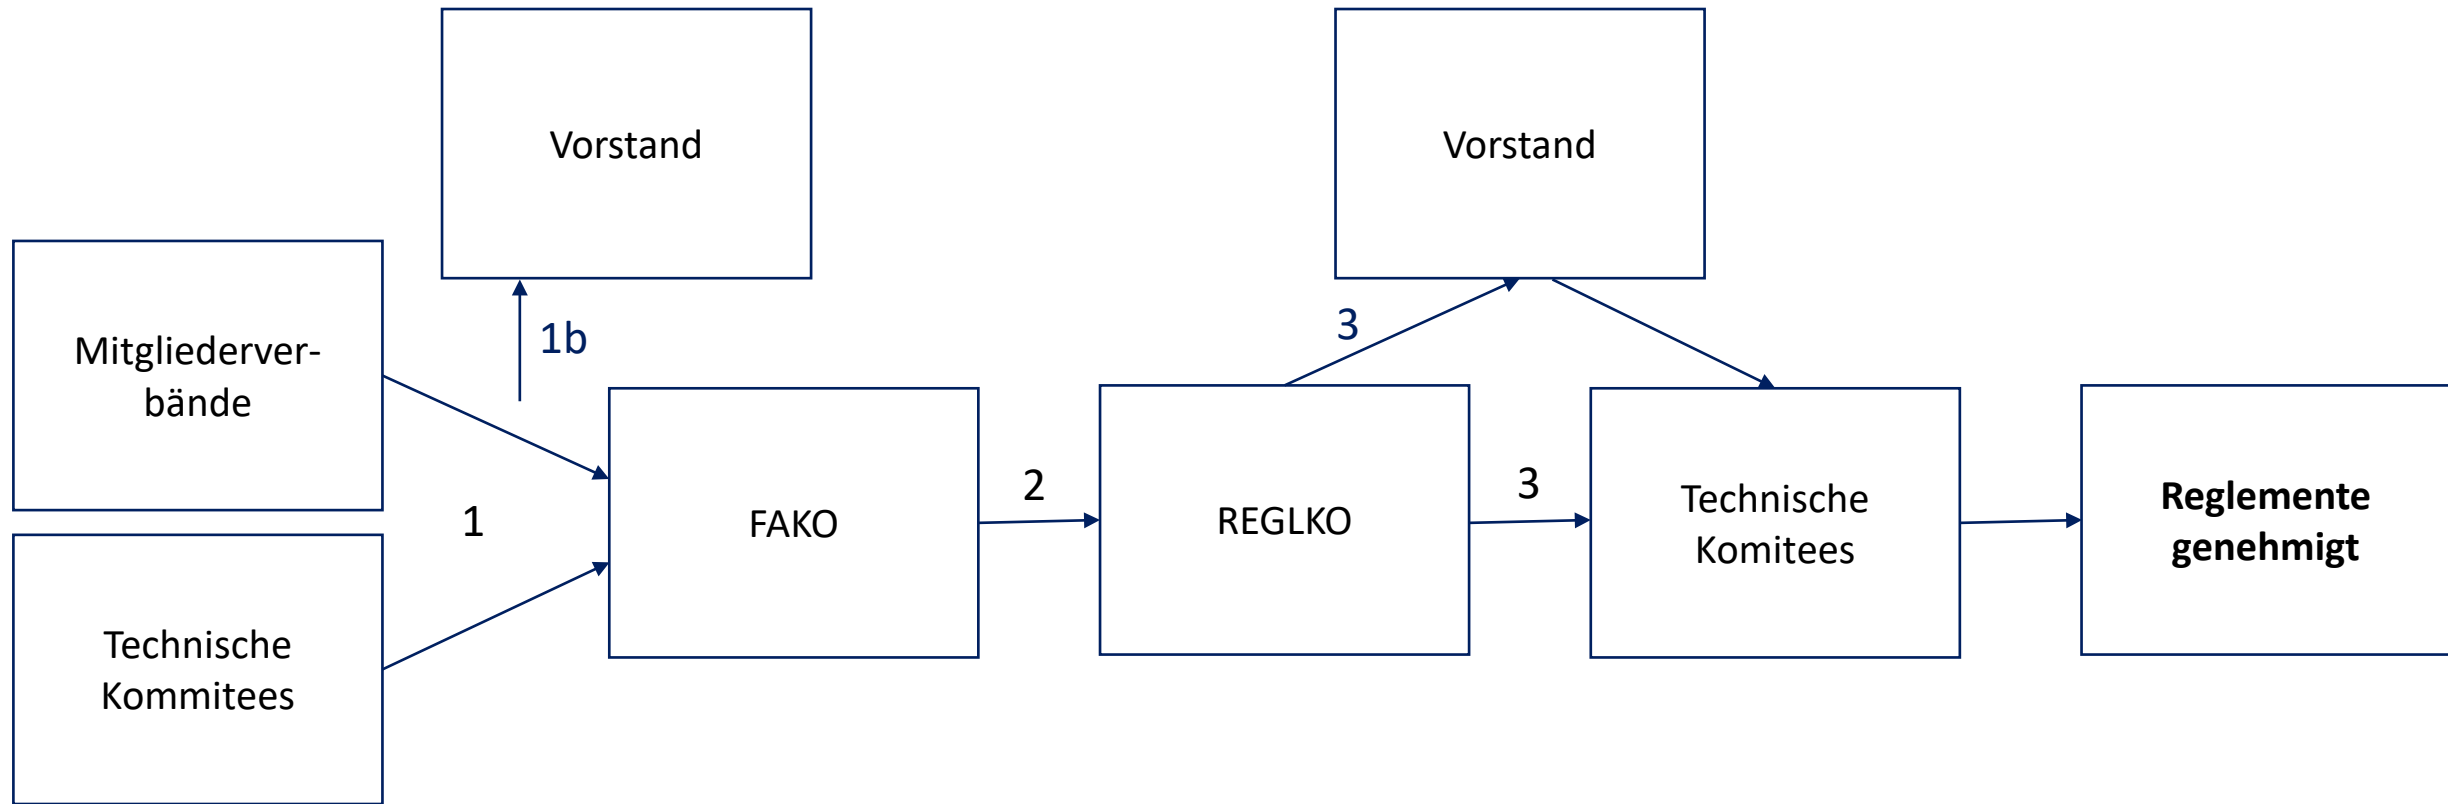 Vorstand
Vorstand
Mitgliederver-
bände
1b
3
1
FAKO
2
REGLKO
3
Technische
Komitees
Reglemente
genehmigt
Technische
Kommitees